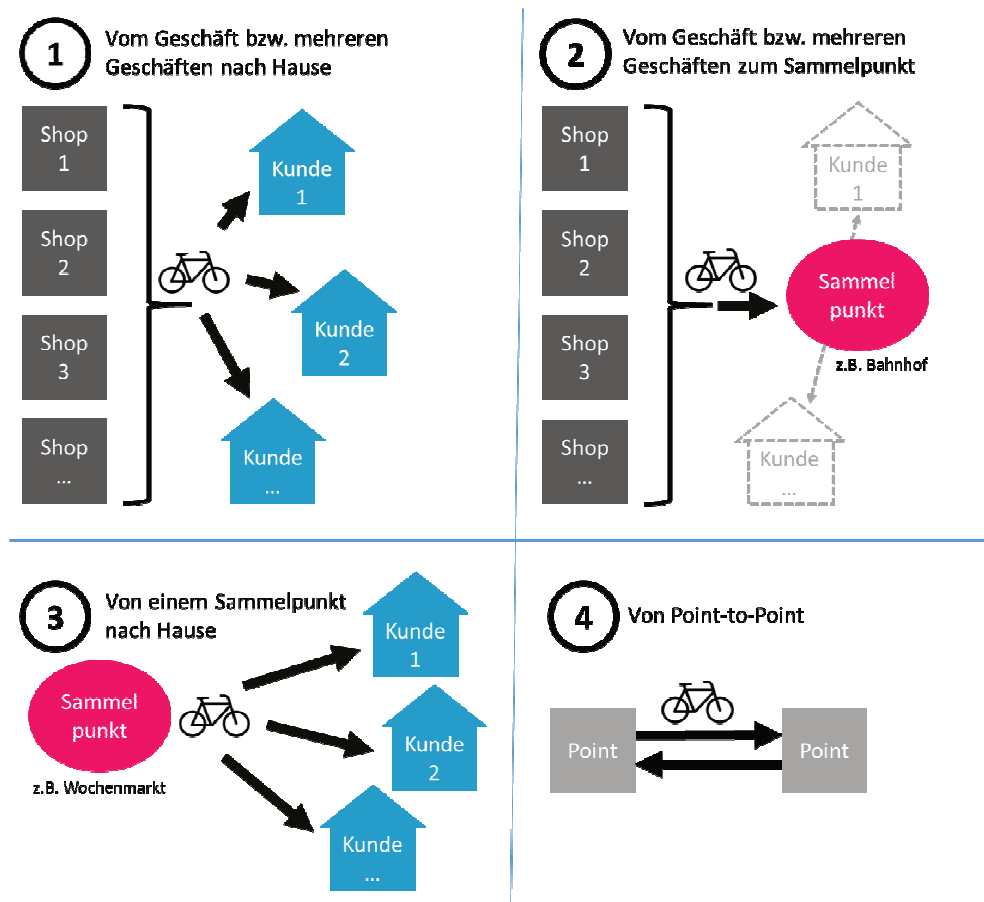 1
Vom Geschäft bzw. mehreren
Geschäften nach Hause
Shop
1
Shop
2
Shop
3
Shop
...
Kunde
1
Kunde
2
Kunde
...
2
Vom Geschäft bzw. mehreren
Geschäften zum Sammelpunkt
Shop
1
Shop
2
Shop
3
Shop
...
Kunde
1
Sammel
punkt
z.B. Bahnhof
Kunde
...
3
Von einem Sammelpunkt
nach Hause
Sammel
punkt
z.B. Wochenmarkt
Kunde
1
Kunde
2
Kunde
...
4
Von Point-to-Point
Point
Point